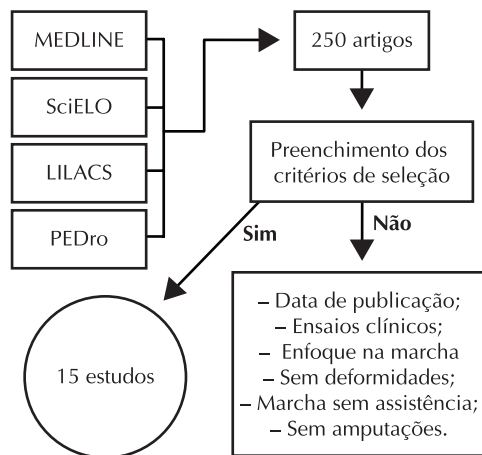 MEDLINE
SciELO
LILACS
PEDro
250 artigos
Preenchimento dos
critérios de seleção
Sim
Não
15 estudos
– Data de publicação;
– Ensaios clínicos;
– Enfoque na marcha
– Sem deformidades;
– Marcha sem assistência;
– Sem amputações.